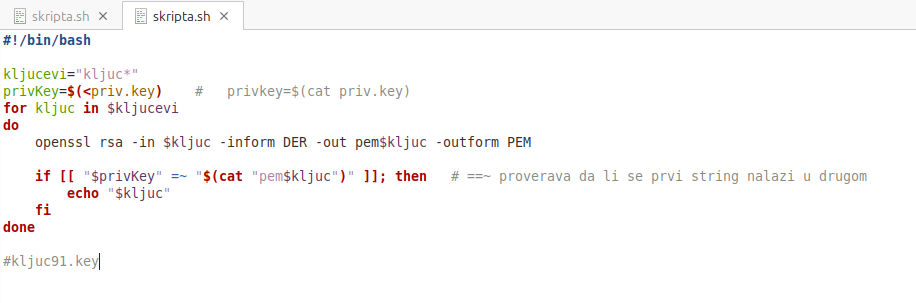 skripta.sh × skripta.sh ×
#!/bin/bash
kljucevi="kljuc*"
privKey=$(<priv.key)    #   privkey=$(cat priv.key)
for kljuc in $kljucevi
do
    openssl rsa -in $kljuc -inform DER -out pem$kljuc -outform PEM
    if [[ "$privKey" =~ "$(cat "pem$kljuc")" ]]; then   # ==~ proverava da li se prvi string nalazi u drugom
        echo "$kljuc"
    fi
done
#kljuc91.key